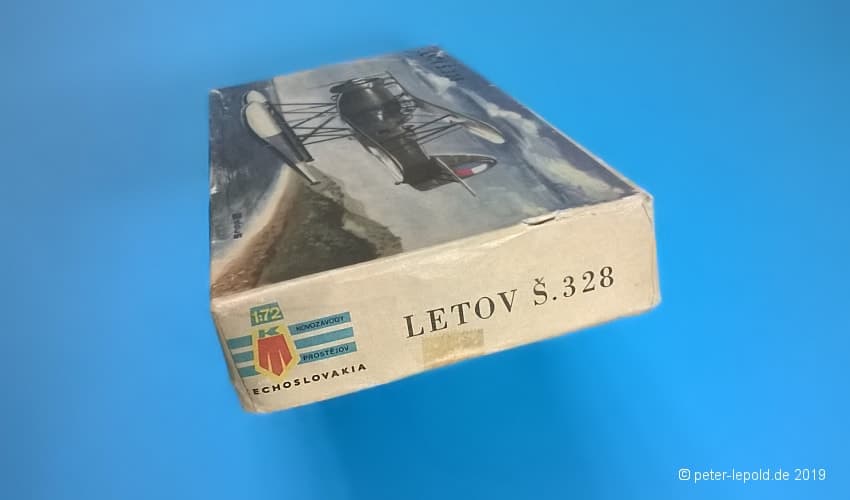 1:72
K
KOVOZÁVODY
PROSTĚJOV
ECHOSLOVAKIA
LETOV Š.328
© peter-lepold.de 2019